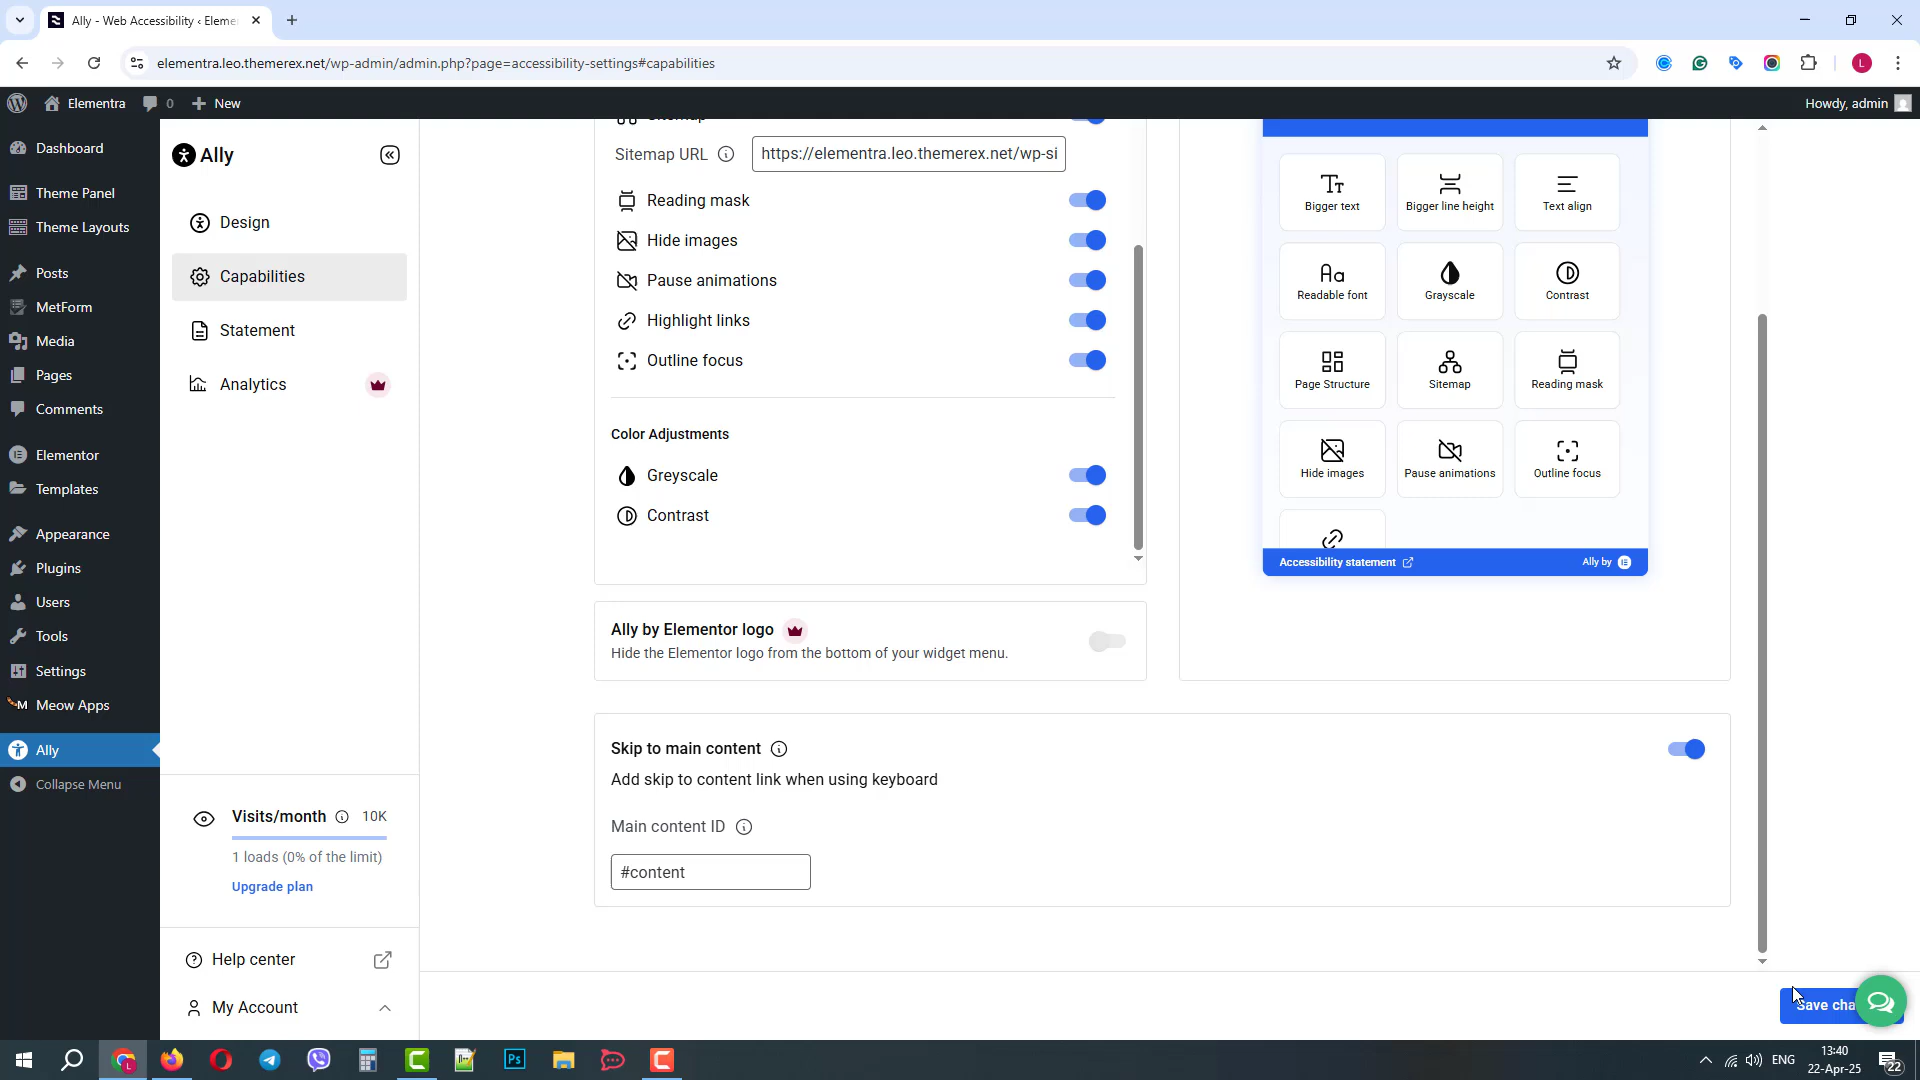 Ally - Web Accessibility ‹ Eleme
elementra.leo.themerex.net/wp-admin/admin.php?page=accessibility-settings#capabilities
L
Elementra
0
New
Howdy, admin
Dashboard
Theme Panel
Theme Layouts
Posts
MetForm
Media
Pages
Comments
Elementor
Templates
Appearance
Plugins
Users
Tools
Settings
Meow Apps
Ally
Collapse Menu
Ally
Design
Capabilities
Statement
Analytics
Visits/month
10K
1 loads (0% of the limit)
Upgrade plan
Help center
My Account
Sitemap
Sitemap URL
https://elementra.leo.themerex.net/wp-si
Reading mask
Hide images
Pause animations
Highlight links
Outline focus
Color Adjustments
Greyscale
Contrast
Ally by Elementor logo
Hide the Elementor logo from the bottom of your widget menu.
Bigger text
Bigger line height
Text align
Readable font
Grayscale
Contrast
Page Structure
Sitemap
Reading mask
Hide images
Pause animations
Outline focus
Accessibility statement
Ally by
Skip to main content
Add skip to content link when using keyboard
Main content ID
#content
Save cha
ENG
13:40
22-Apr-25
22